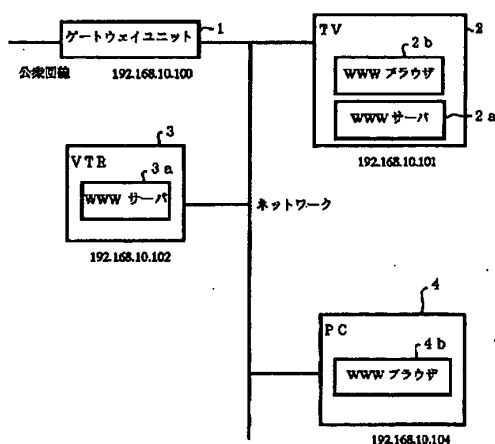 ゲートウェイユニット
1
公衆回線
192.168.10.100
TV
2
2b
WWW ブラウザ
WWW サーバ
2a
192.168.10.101
3
VTR
3a
WWW サーバ
192.168.10.102
ネットワーク
4
PC
4b
WWW ブラウザ
192.168.10.104